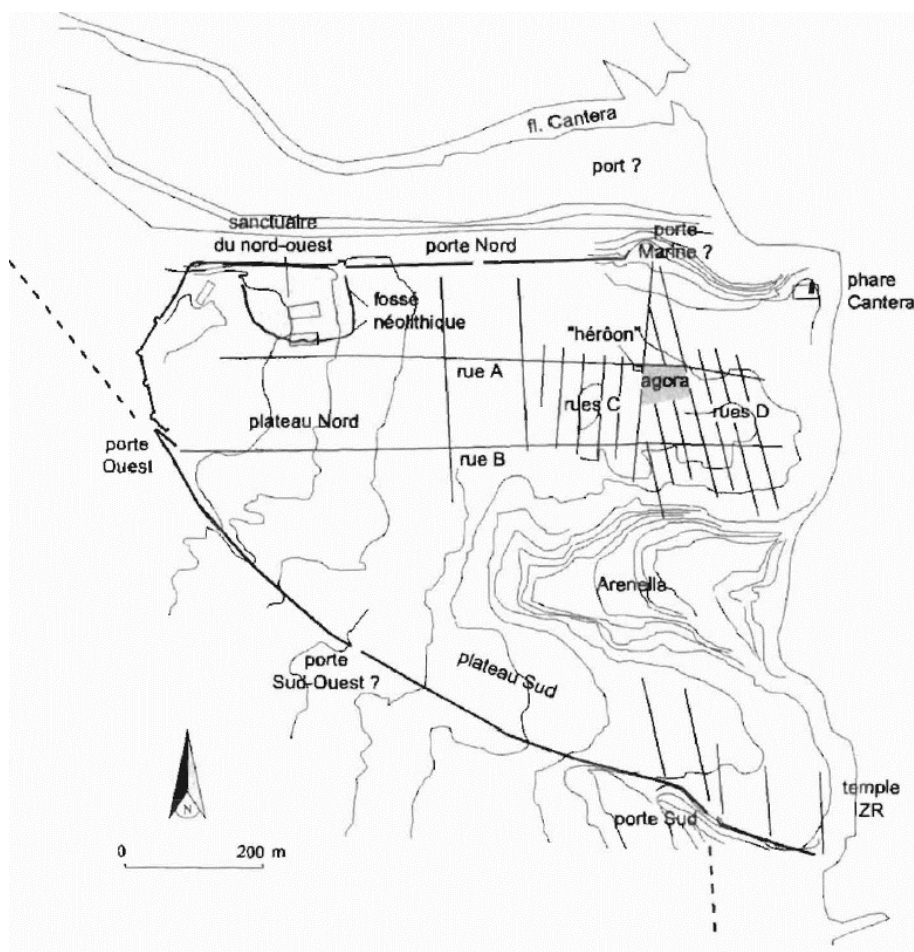 fl. Cantera
port ?
sanctuaire
du nord-ouest
porte Nord
porte
Marine ?
phare
Cantera
fossé
néolithique
"hérôon"
rue A
agora
rues C
rues D
plateau Nord
porte
Ouest
rue B
Arenella
porte
Sud-Ouest ?
plateau Sud
N
temple
ZR
porte Sud
0
200 m